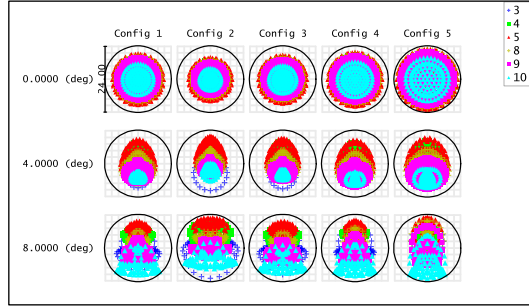 Config 1 Config 2 Config 3 Config 4 Config 5
3
4
5
8
9
10
0.0000 (deg)
24.00
4.0000 (deg)
8.0000 (deg)